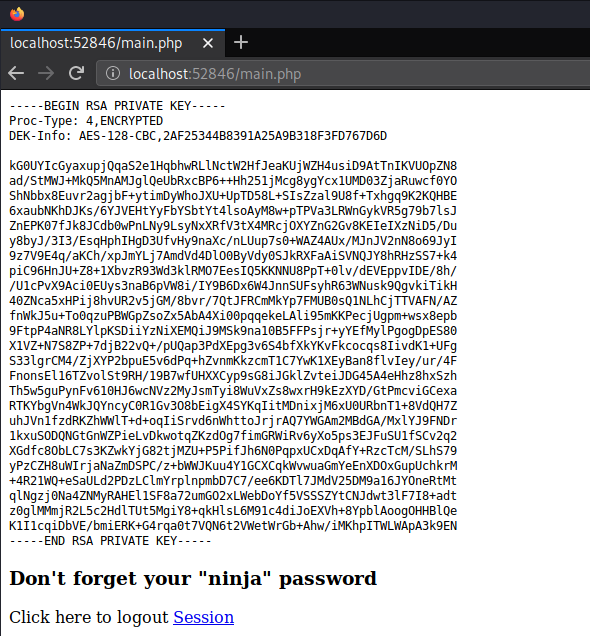 localhost:52846/main.php
localhost:52846/main.php
-----BEGIN RSA PRIVATE KEY-----
Proc-Type: 4,ENCRYPTED
DEK-Info: AES-128-CBC,2AF25344B8391A25A9B318F3FD767D6D
kG0UYIcGyaxupjQqaS2e1HqbhwRLlNctW2HfJeaKUjWZH4usiD9AtTnIKVUOpZN8
ad/StMWJ+MkQ5MnAMJglQeUbRxcBP6++Hh251jMcg8ygYcx1UMD03ZjaRuwcf0YO
ShNbbx8Euvr2agjbF+ytimDyWhoJXU+UpTD58L+SIsZzal9U8f+Txhgq9K2KQHBE
6xaubNKhDJKs/6YJVEHtYyFbYSbtYt4lsoAyM8w+pTPVa3LRWnGykVR5g79b7lsJ
ZnEPK07fJk8JCdb0wPnLNy9LsyNxXRfV3tX4MRcjOXYZnG2Gv8KEIeIXzNiD5/Du
y8byJ/3I3/EsqHphIHgD3UfvHy9naXc/nLUup7s0+WAZ4AUx/MJnJV2nN8o69JyI
9z7V9E4q/aKCh/xpJmYLj7AmdVd4DlO0ByVdy0SJkRXFaAiSVNQJY8hRHzSS7+k4
piC96HnJU+Z8+1XbvzR93Wd3klRMO7EesIQ5KKNNU8PpT+0lv/dEVEppvIDE/8h/
/U1cPvX9Aci0EUys3naB6pVW8i/IY9B6Dx6W4JnnSUFsyhR63WNusk9QgvkiTikH
40ZNca5xHPij8hvUR2v5jGM/8bvr/7QtJFRCmMkYp7FMUB0sQ1NLhCjTTVAFN/AZ
fnWkJ5u+To0qzuPBWGpZsoZx5AbA4Xi00pqqekeLAli95mKKPecjUgpm+wsx8epb
9FtpP4aNR8LYlpKSDiiYzNiXEMQiJ9MSk9na10B5FFPsjr+yYEfMylPgogDpES80
X1VZ+N7S8ZP+7djB22vQ+/pUQap3PdXEpg3v6S4bfXkYKvFkcocqs8IivdK1+UFg
S33lgrCM4/ZjXYP2bpuE5v6dPq+hZvnmKkzcmT1C7YwK1XEyBan8flvIey/ur/4F
FnonsEl16TZvolSt9RH/19B7wfUHXXCyp9sG8iJGklZvteiJDG45A4eHhz8hxSzh
Th5w5guPynFv610HJ6wcNVz2MyJsmTyi8WuVxZs8wxrH9kEzXYD/GtPmcviGCexa
RTKYbgVn4WkJQYncyC0R1Gv3O8bEigX4SYKqIitMDnixjM6xU0URbnT1+8VdQH7Z
uhJVn1fzdRKZhWWlT+d+oqIiSrvd6nWhttoJrjrAQ7YWGAm2MBdGA/MxlYJ9FNDr
1kxuSODQNGtGnWZPieLvDkwotqZKzdOg7fimGRWiRv6yXo5ps3EJFuSU1fSCv2q2
XGdfc8ObLC7s3KZwkYjG82tjMZU+P5PifJh6N0PqpxUCxDqAfY+RzcTcM/SLhS79
yPzCZH8uWIrjaNaZmDSPC/z+bWWJKuu4Y1GCXCqkWvwuaGmYeEnXDOxGupUchkrM
+4R21WQ+eSaULd2PDzLClmYrplnpmbD7C7/ee6KDTl7JMdV25DM9a16JYOneRtMt
qlNgzj0Na4ZNMyRAHEl1SF8a72umGO2xLWebDoYf5VSSSZYtCNJdwt3lF7I8+adt
z0glMMmjR2L5c2HdlTUt5MgiY8+qkHlsL6M91c4diJoEXVh+8YpblAoogOHHBlQe
K1I1cqiDbVE/bmiERK+G4rqa0t7VQN6t2VWetWrGb+Ahw/iMKhpITWLWApA3k9EN
-----END RSA PRIVATE KEY-----
Don't forget your "ninja" password
Click here to logout Session